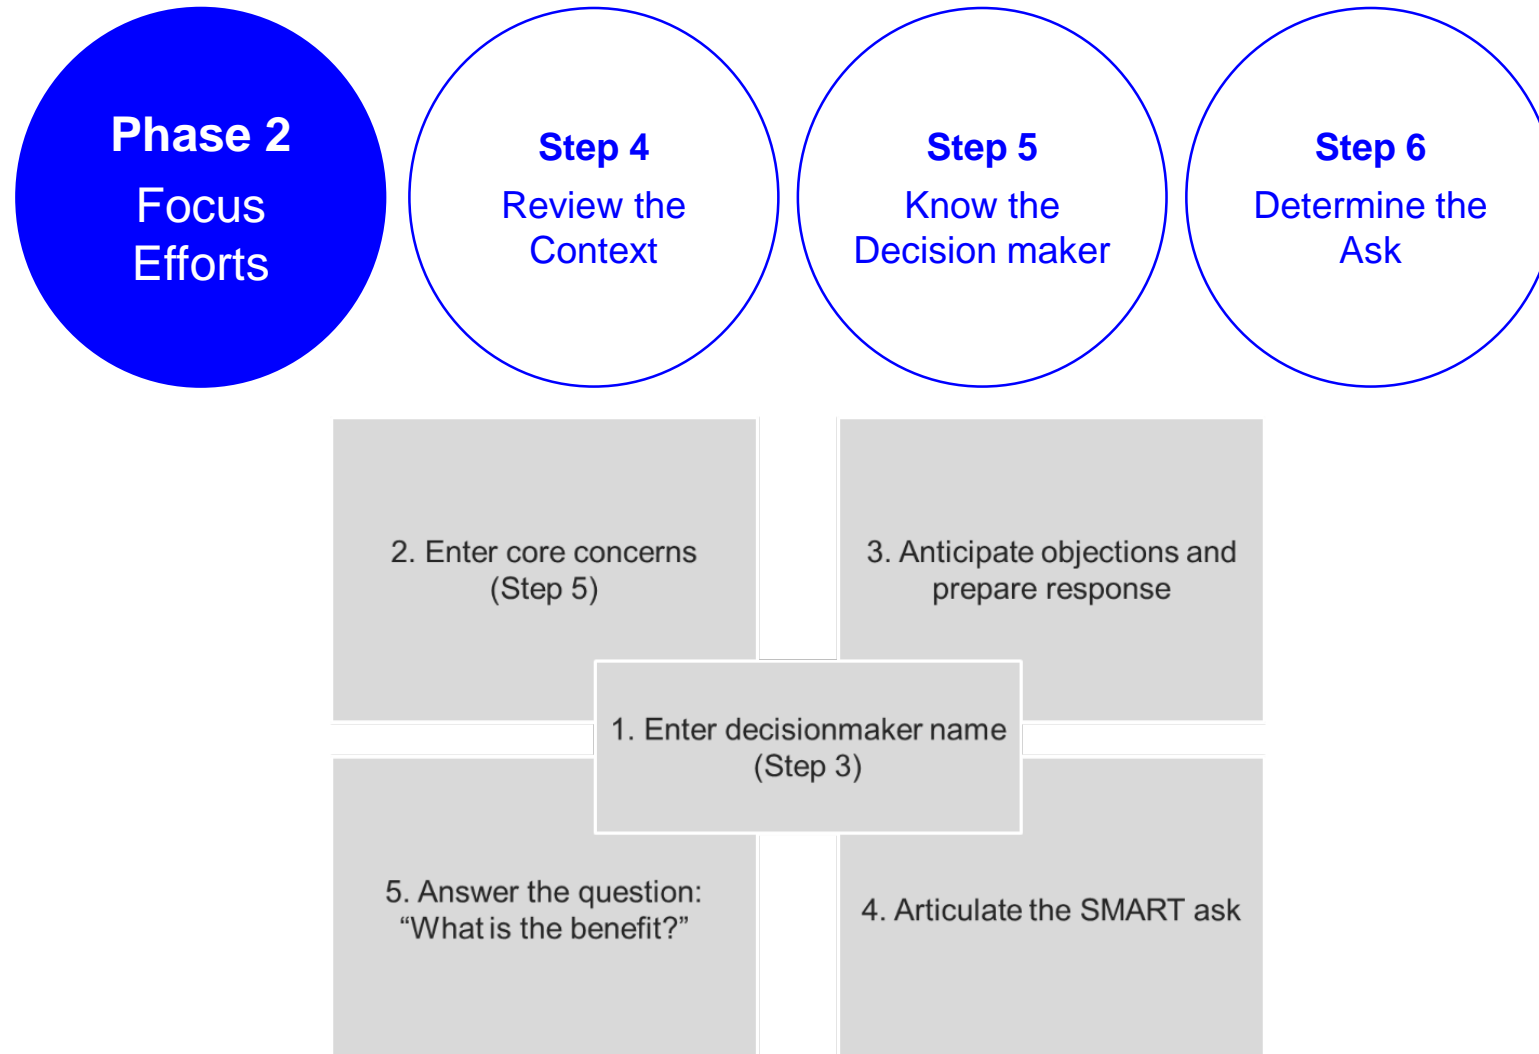 Phase 2
Focus
Efforts
Step 4
Review the
Context
Step 5
Know the
Decision maker
Step 6
Determine the
Ask
2. Enter core concerns
(Step 5)
3. Anticipate objections and
prepare response
1. Enter decisionmaker name
(Step 3)
5. Answer the question:
“What is the benefit?”
4. Articulate the SMART ask